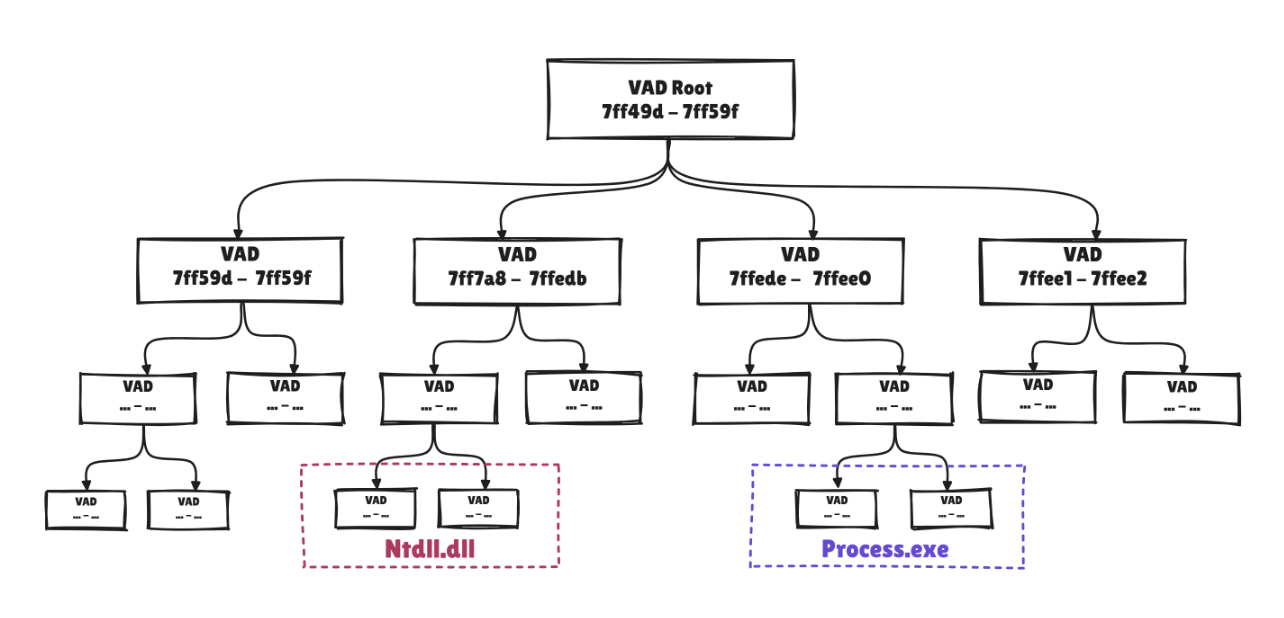 VAD Root
7ff49d – 7ff59f
VAD
7ff59d – 7ff59f
VAD
7ff7a8 – 7ffedb
VAD
7ffede – 7ffee0
VAD
7ffee1 – 7ffee2
VAD
... – ...
VAD
... – ...
VAD
... – ...
VAD
... – ...
VAD
... – ...
VAD
... – ...
VAD
... – ...
VAD
... – ...
VAD
... – ...
VAD
... – ...
VAD
... – ...
VAD
... – ...
Ntdll.dll
VAD
... – ...
VAD
... – ...
Process.exe